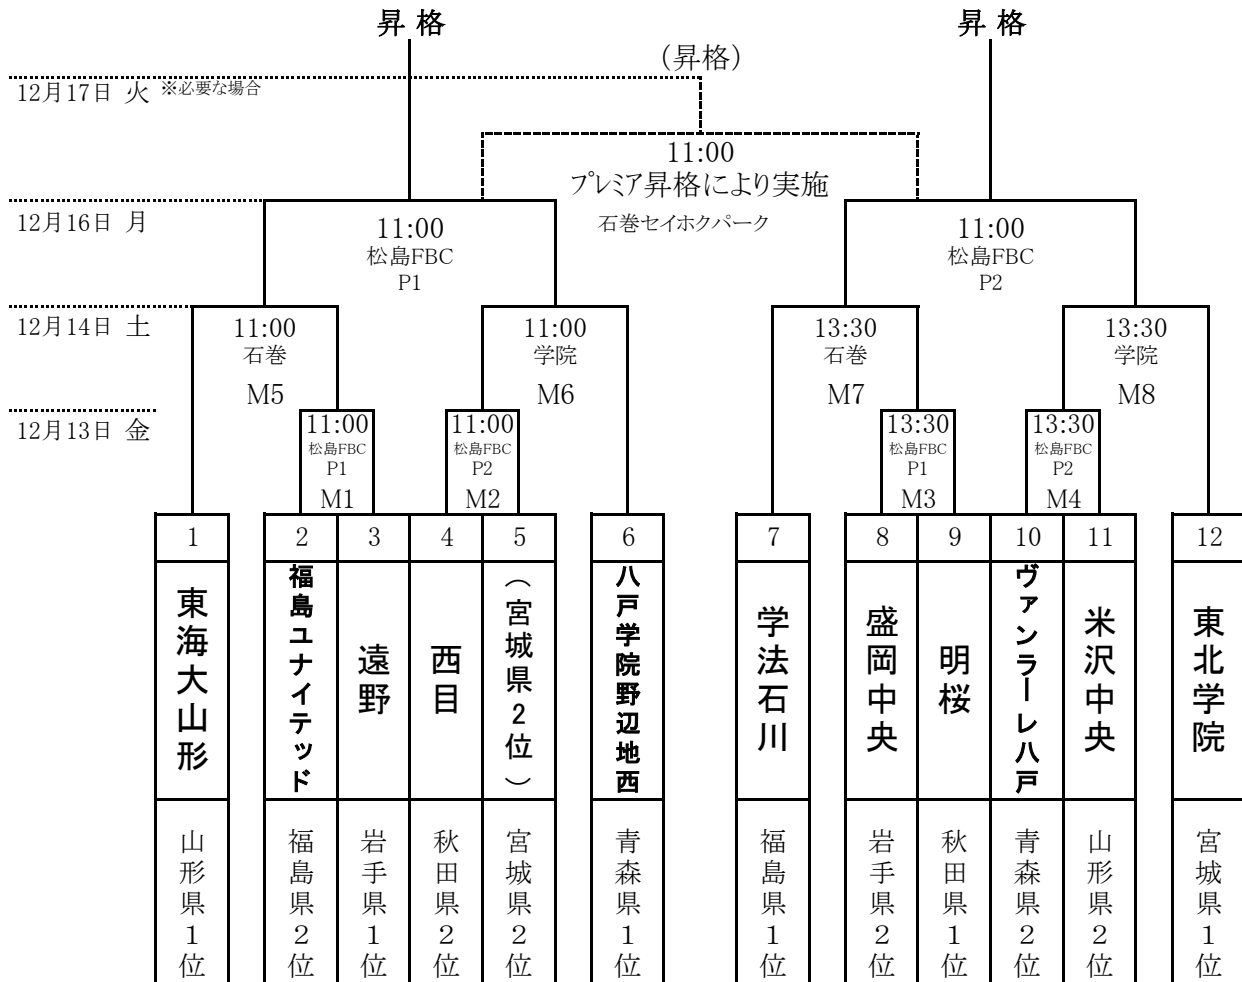 昇 格
昇 格
(昇格)
12月17日 火 ※必要な場合
11:00
プレミア昇格により実施
石巻セイホクパーク
12月16日 月
11:00
松島FBC
P1
11:00
松島FBC
P2
12月14日 土
11:00
石巻
M5
11:00
学院
M6
13:30
石巻
M7
13:30
学院
M8
12月13日 金
11:00
松島FBC
P1
M1
11:00
松島FBC
P2
M2
13:30
松島FBC
P1
M3
13:30
松島FBC
P2
M4
1
2
3
4
5
6
7
8
9
10
11
12
東海大山形
福島ユナイテッド
遠野
西目
（宮城県2位）
八戸学院野辺地西
学法石川
盛岡中央
明桜
ヴァンラーレ八戸
米沢中央
東北学院
山形県1位
福島県2位
岩手県1位
秋田県2位
宮城県2位
青森県1位
福島県1位
岩手県2位
秋田県1位
青森県2位
山形県2位
宮城県1位